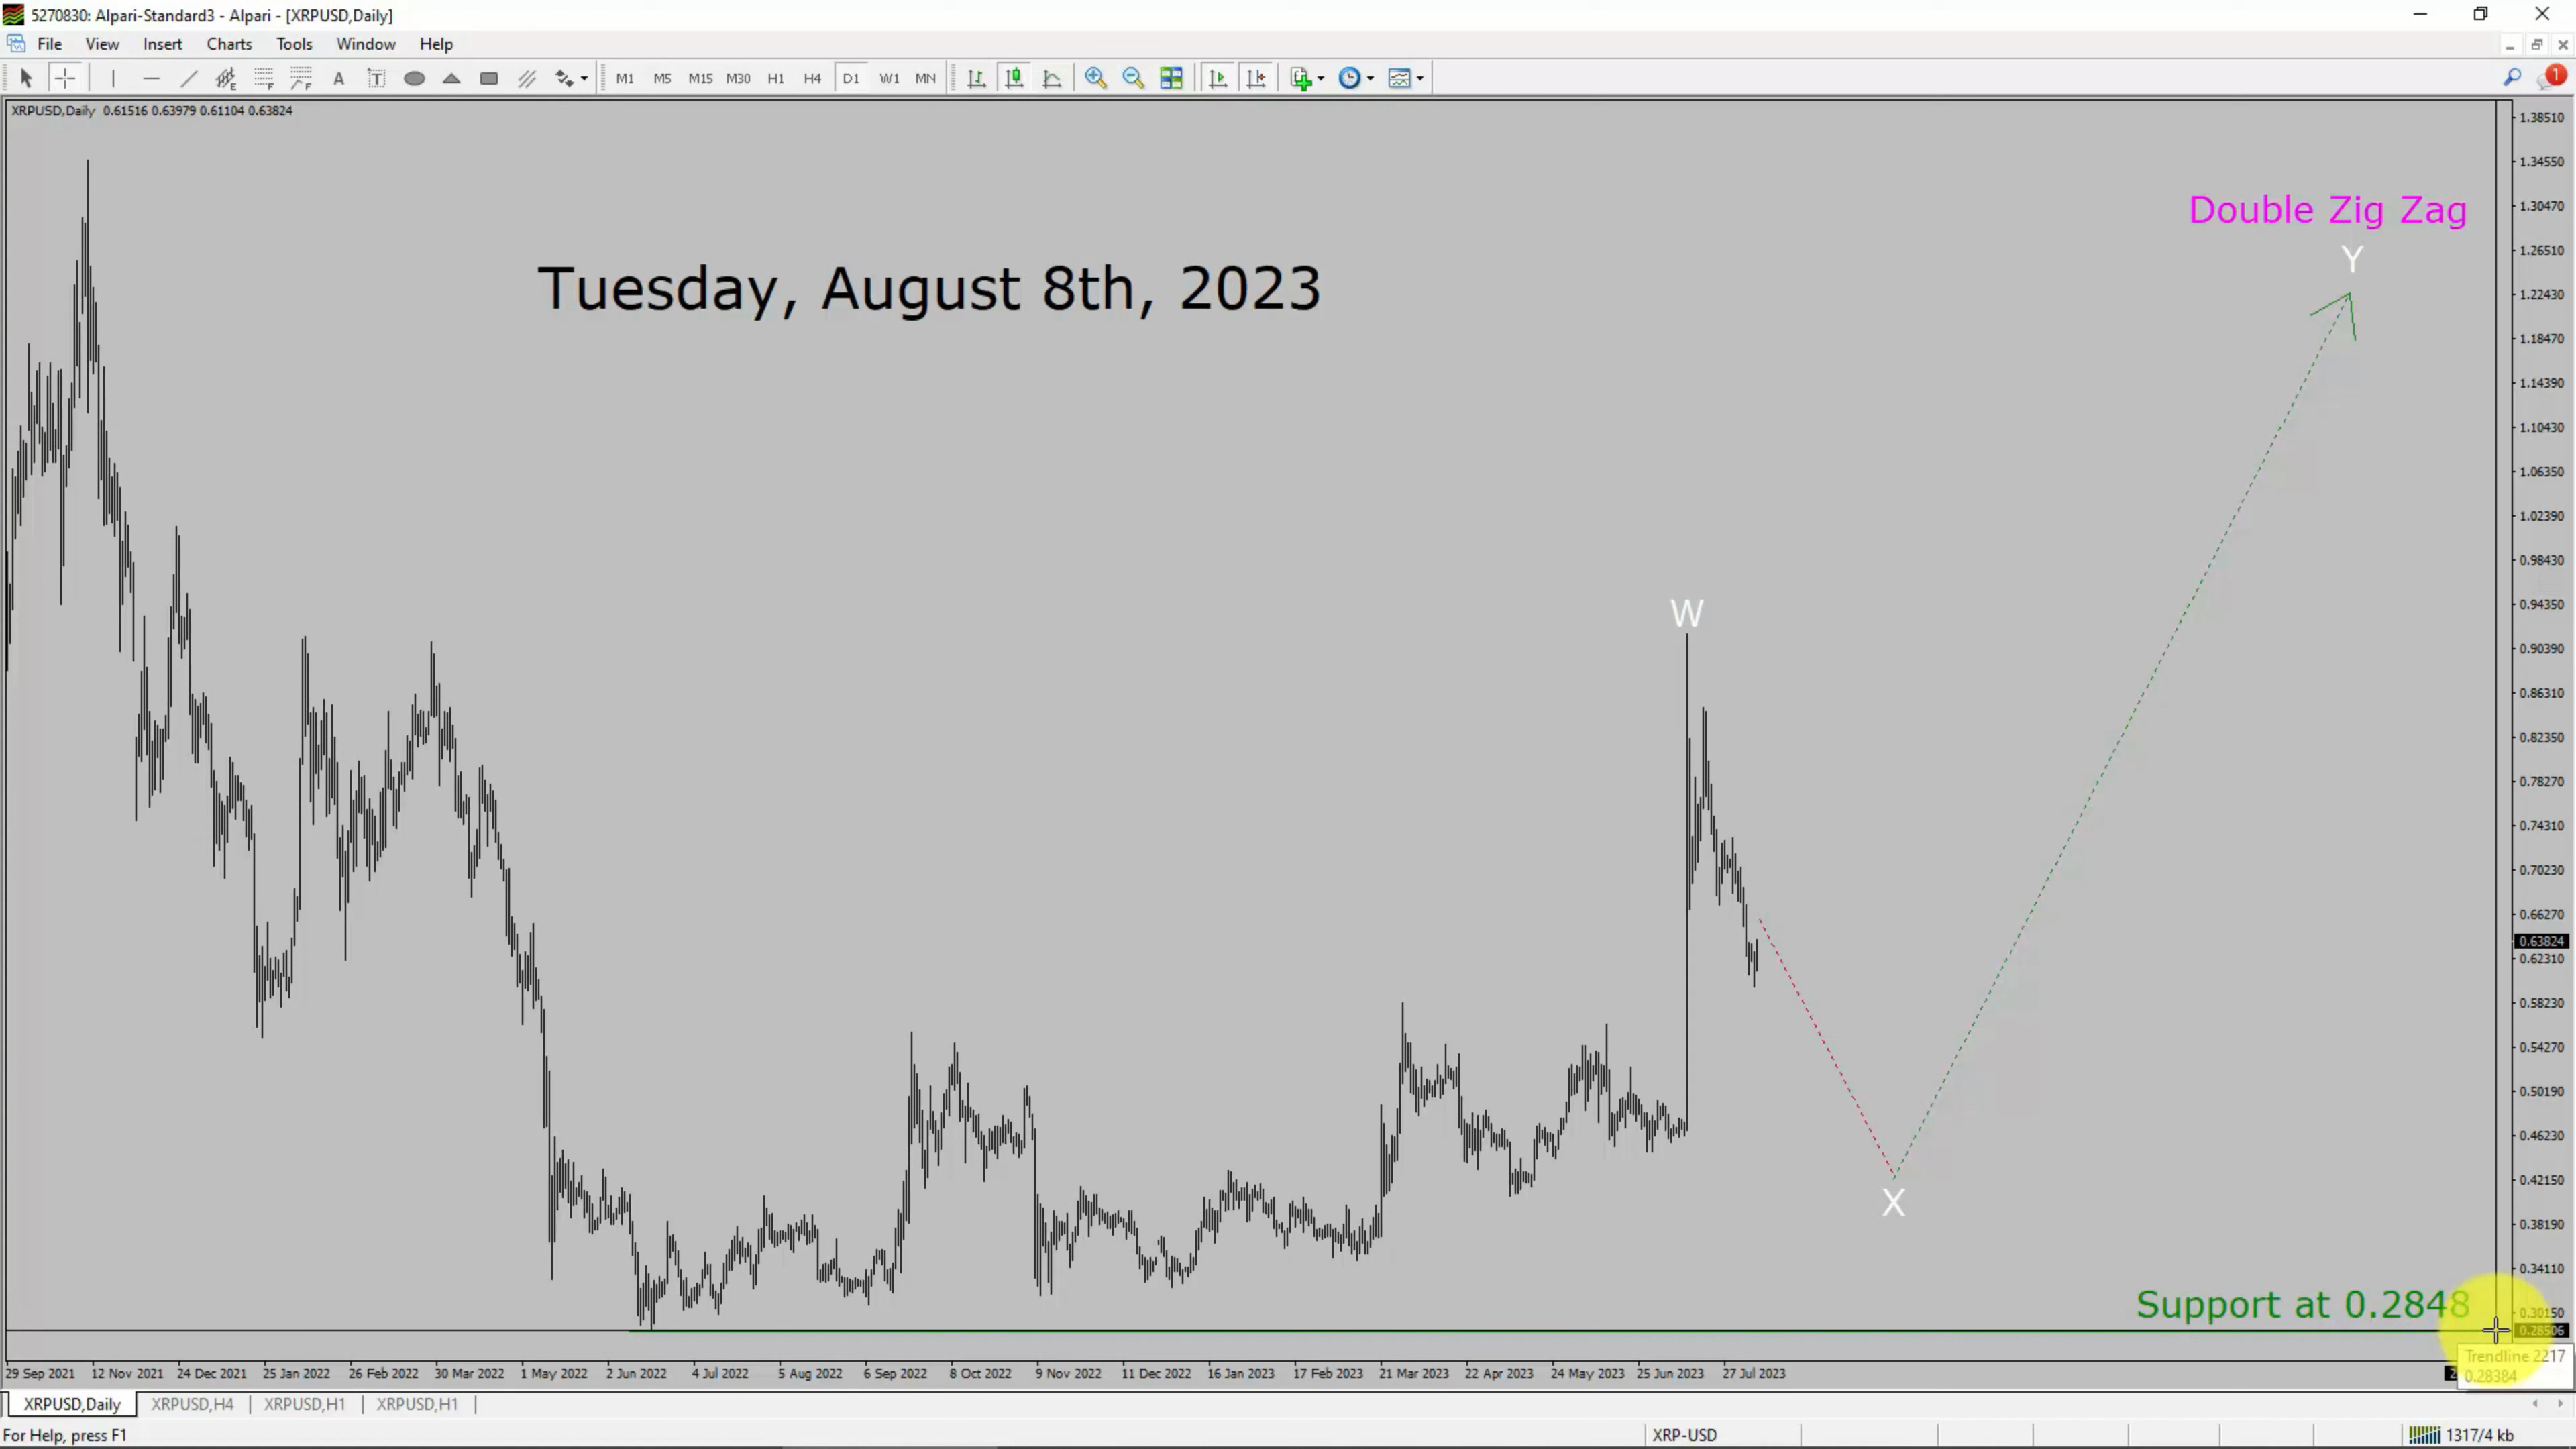 5270830: Alpari-Standard3 - Alpari - [XRPUSD,Daily]
File View Insert Charts Tools Window Help
A T M1 M5 M15 M30 H1 H4 D1 W1 MN 1
XRPUSD,Daily 0.61516 0.63979 0.61104 0.63824
1.38510
1.34550
1.30470
Double Zig Zag
1.26510
Y
Tuesday, August 8th, 2023
1.22430
1.18470
1.14390
1.10430
1.06350
1.02390
0.98430
0.94350
W
0.90390
0.86310
0.82350
0.78270
0.74310
0.70230
0.66270
0.63824
0.62310
0.58230
0.54270
0.50190
0.46230
0.42150
X
0.38190
0.34110
Support at 0.2848
0.30150
0.28506
Trendline 2217
0.28384
29 Sep 2021 12 Nov 2021 24 Dec 2021 25 Jan 2022 26 Feb 2022 30 Mar 2022 1 May 2022 2 Jun 2022 4 Jul 2022 5 Aug 2022 6 Sep 2022 8 Oct 2022 9 Nov 2022 11 Dec 2022 16 Jan 2023 17 Feb 2023 21 Mar 2023 22 Apr 2023 24 May 2023 25 Jun 2023 27 Jul 2023
XRPUSD,Daily XRPUSD,H4 XRPUSD,H1 XRPUSD,H1
For Help, press F1 XRP-USD 1317/4 kb